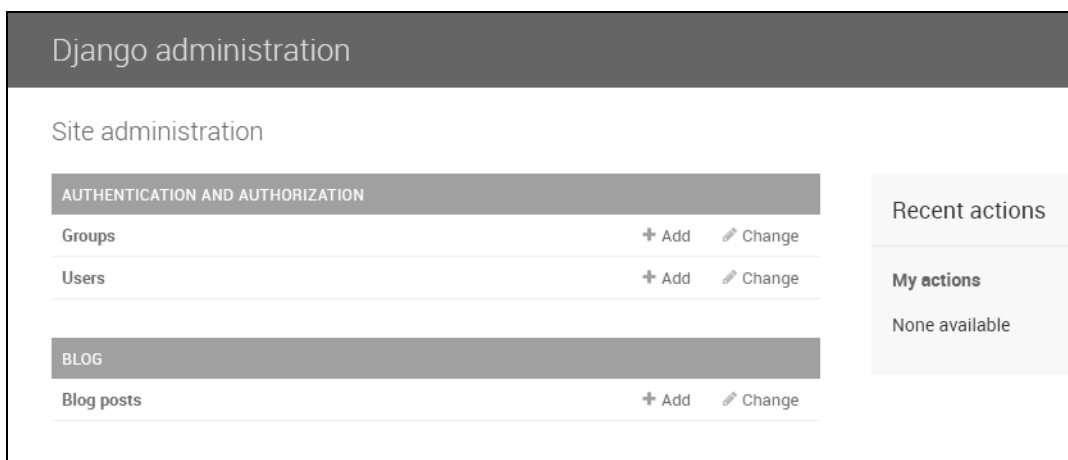 Django administration
Site administration
AUTHENTICATION AND AUTHORIZATION
Groups + Add Change
Users + Add Change
BLOG
Blog posts + Add Change
Recent actions
My actions
None available